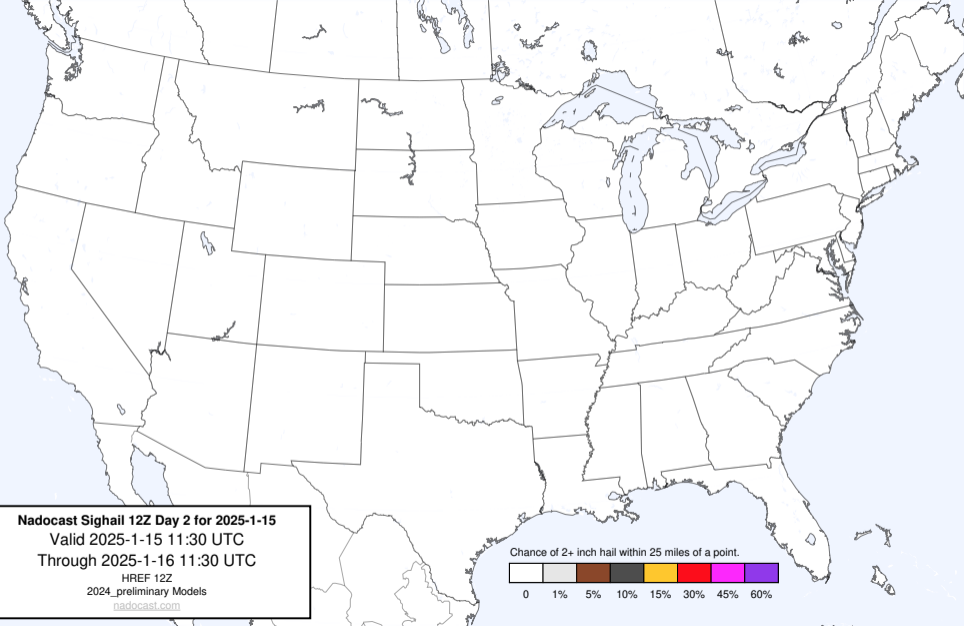 Nadocast Sighail 12Z Day 2 for 2025-1-15
Valid 2025-1-15 11:30 UTC
Through 2025-1-16 11:30 UTC
HREF 12Z
2024_preliminary Models
nadocast.com
Chance of 2+ inch hail within 25 miles of a point.
0 1% 5% 10% 15% 30% 45% 60%